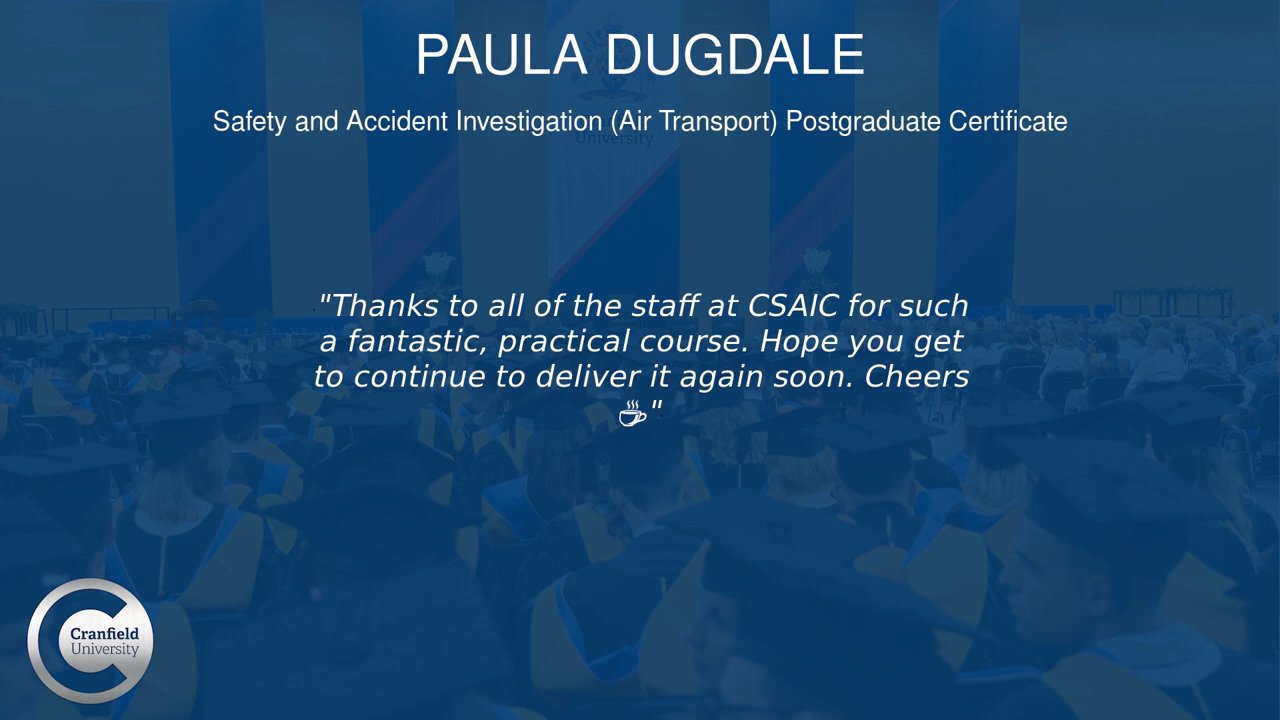 PAULA DUGDALE
Safety and Accident Investigation (Air Transport) Postgraduate Certificate
University
"Thanks to all of the staff at CSAIC for such
a fantastic, practical course. Hope you get
to continue to deliver it again soon. Cheers
☕"
Cranfield
University